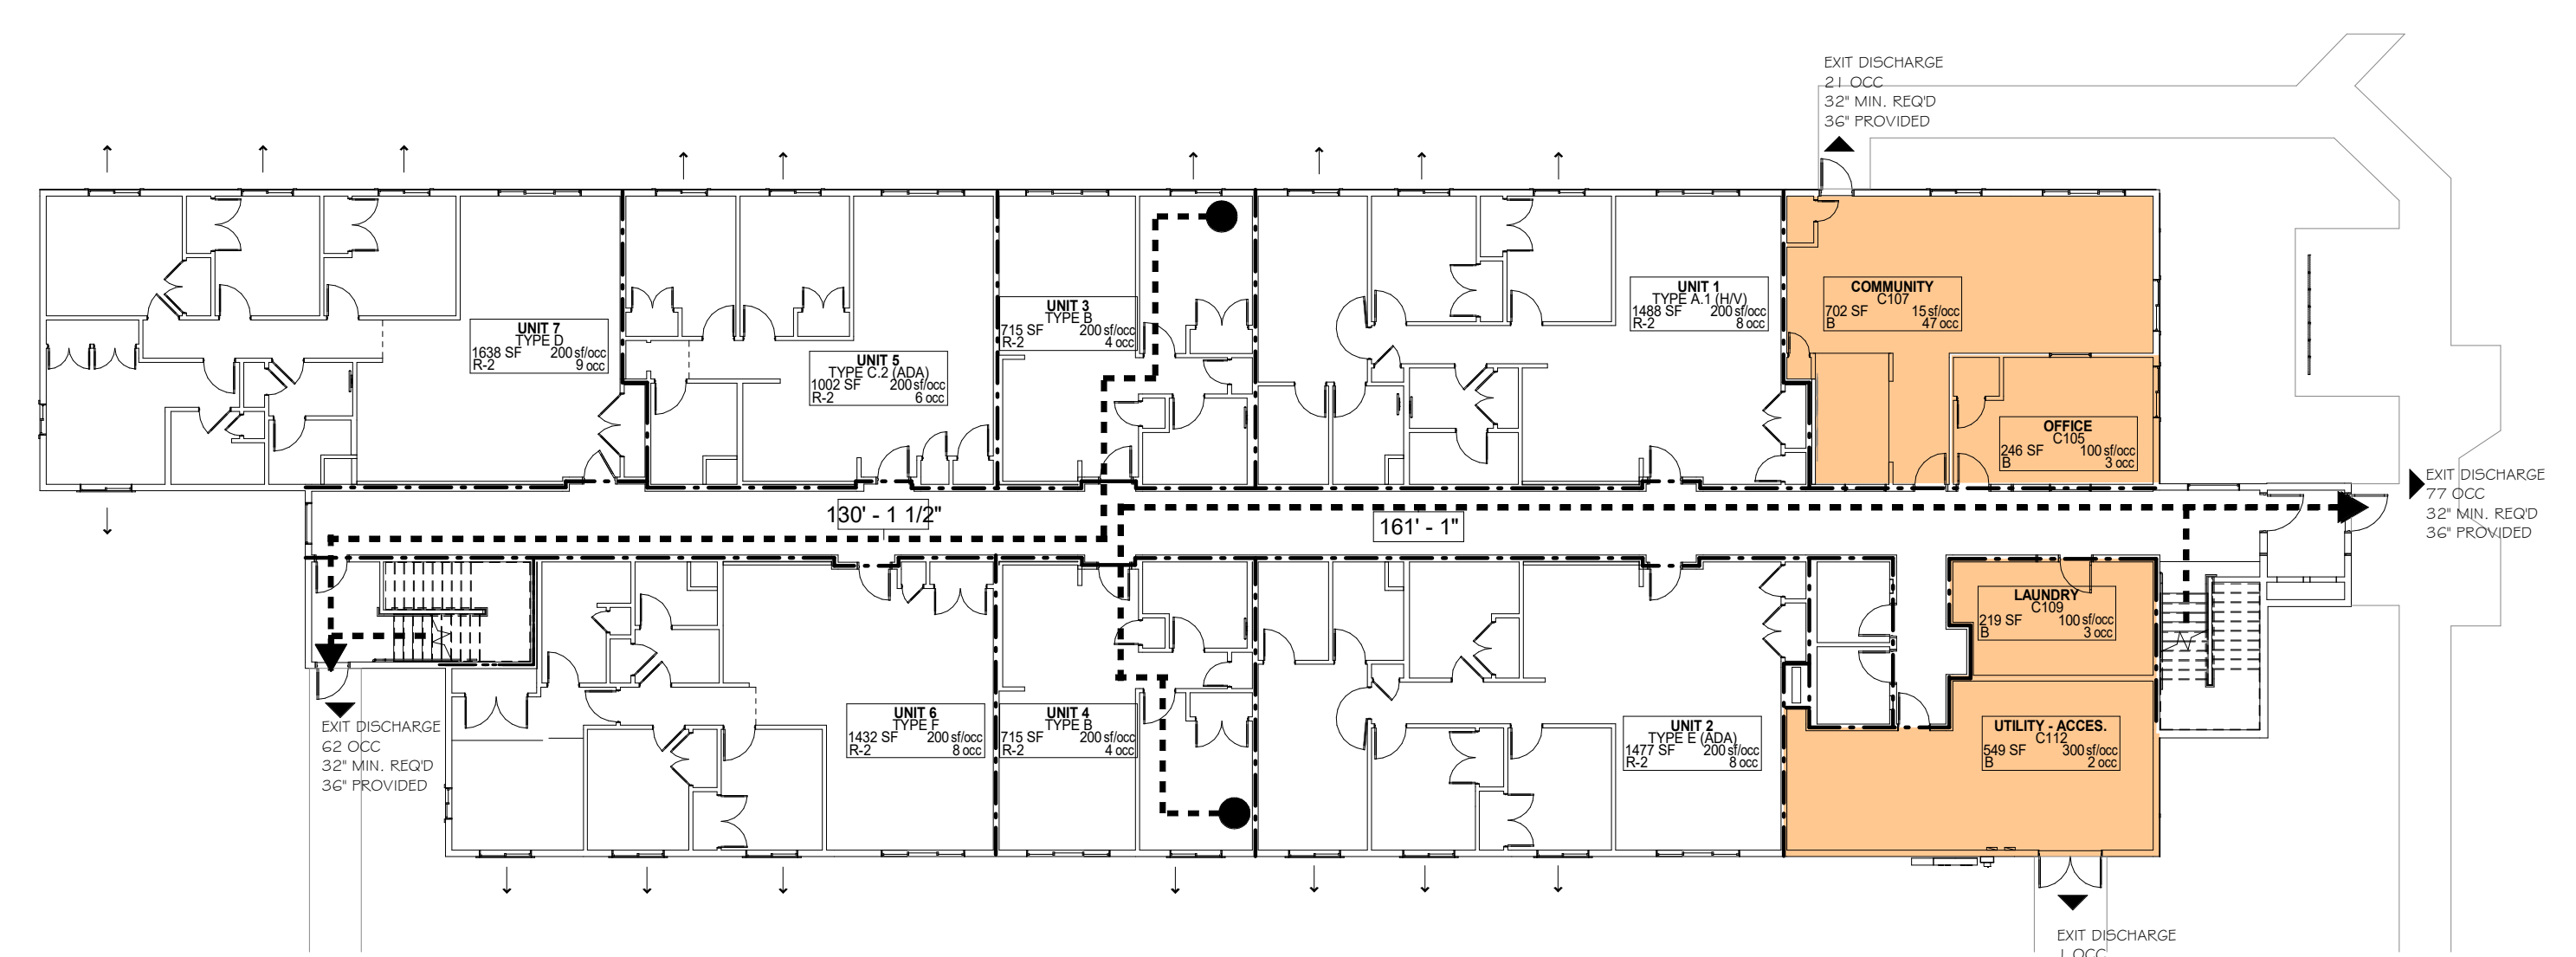 EXIT DISCHARGE
21 OCC
32" MIN. REQ'D
36" PROVIDED
UNIT 7
TYPE D
1638 SF 200 sf/occ
R-2 9 occ
UNIT 5
TYPE C.2 (ADA)
1002 SF 200 sf/occ
R-2 6 occ
UNIT 3
TYPE B
715 SF 200 sf/occ
R-2 4 occ
UNIT 1
TYPE A.1 (H/V)
1488 SF 200 sf/occ
R-2 8 occ
COMMUNITY
C107
702 SF 15 sf/occ
B 47 occ
OFFICE
C105
246 SF 100 sf/occ
B 3 occ
EXIT DISCHARGE
77 OCC
32" MIN. REQ'D
36" PROVIDED
130' - 1 1/2"
161' - 1"
LAUNDRY
C109
219 SF 100 sf/occ
B 3 occ
EXIT DISCHARGE
62 OCC
32" MIN. REQ'D
36" PROVIDED
UNIT 6
TYPE F
1432 SF 200 sf/occ
R-2 8 occ
UNIT 4
TYPE B
715 SF 200 sf/occ
R-2 4 occ
UNIT 2
TYPE E (ADA)
1477 SF 200 sf/occ
R-2 8 occ
UTILITY - ACCES.
C112
549 SF 300 sf/occ
B 2 occ
EXIT DISCHARGE
1 OCC